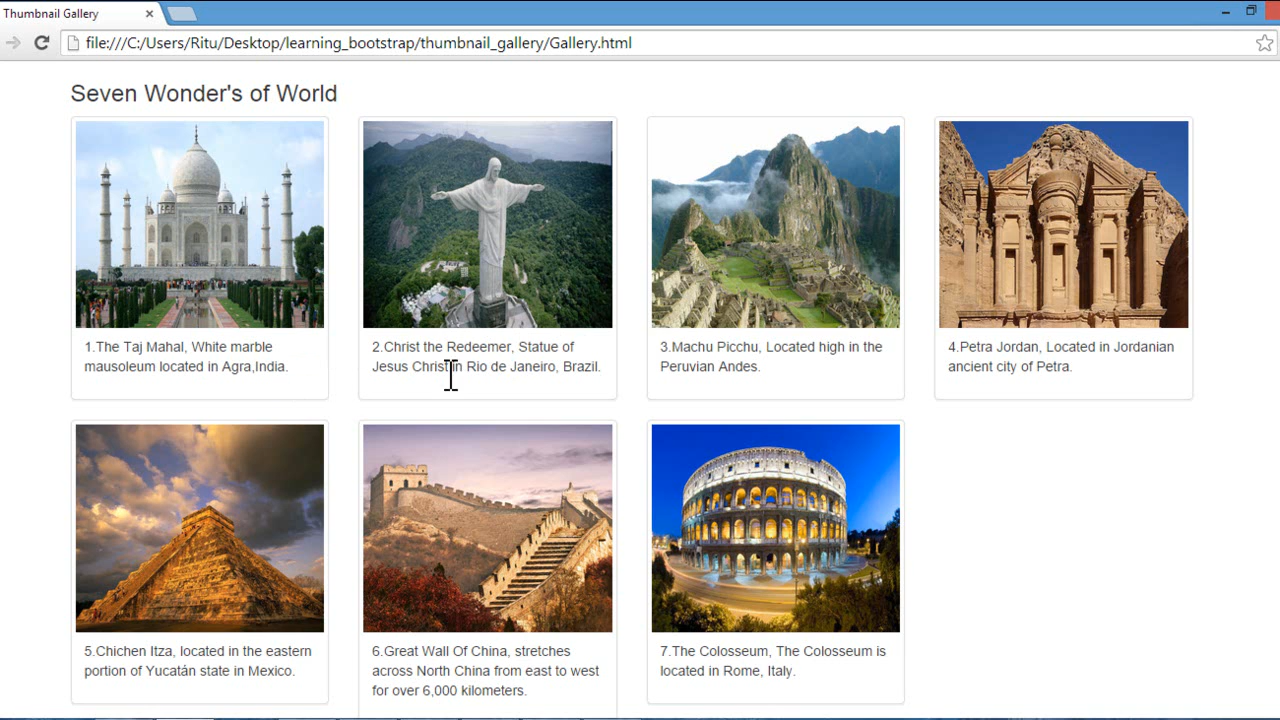 Thumbnail Gallery
file:///C:/Users/Ritu/Desktop/learning_bootstrap/thumbnail_gallery/Gallery.html
Seven Wonder's of World
1.The Taj Mahal, White marble
mausoleum located in Agra,India.
2.Christ the Redeemer, Statue of
Jesus Christ in Rio de Janeiro, Brazil.
3.Machu Picchu, Located high in the
Peruvian Andes.
4.Petra Jordan, Located in Jordanian
ancient city of Petra.
5.Chichen Itza, located in the eastern
portion of Yucatán state in Mexico.
6.Great Wall Of China, stretches
across North China from east to west
for over 6,000 kilometers.
7.The Colosseum, The Colosseum is
located in Rome, Italy.